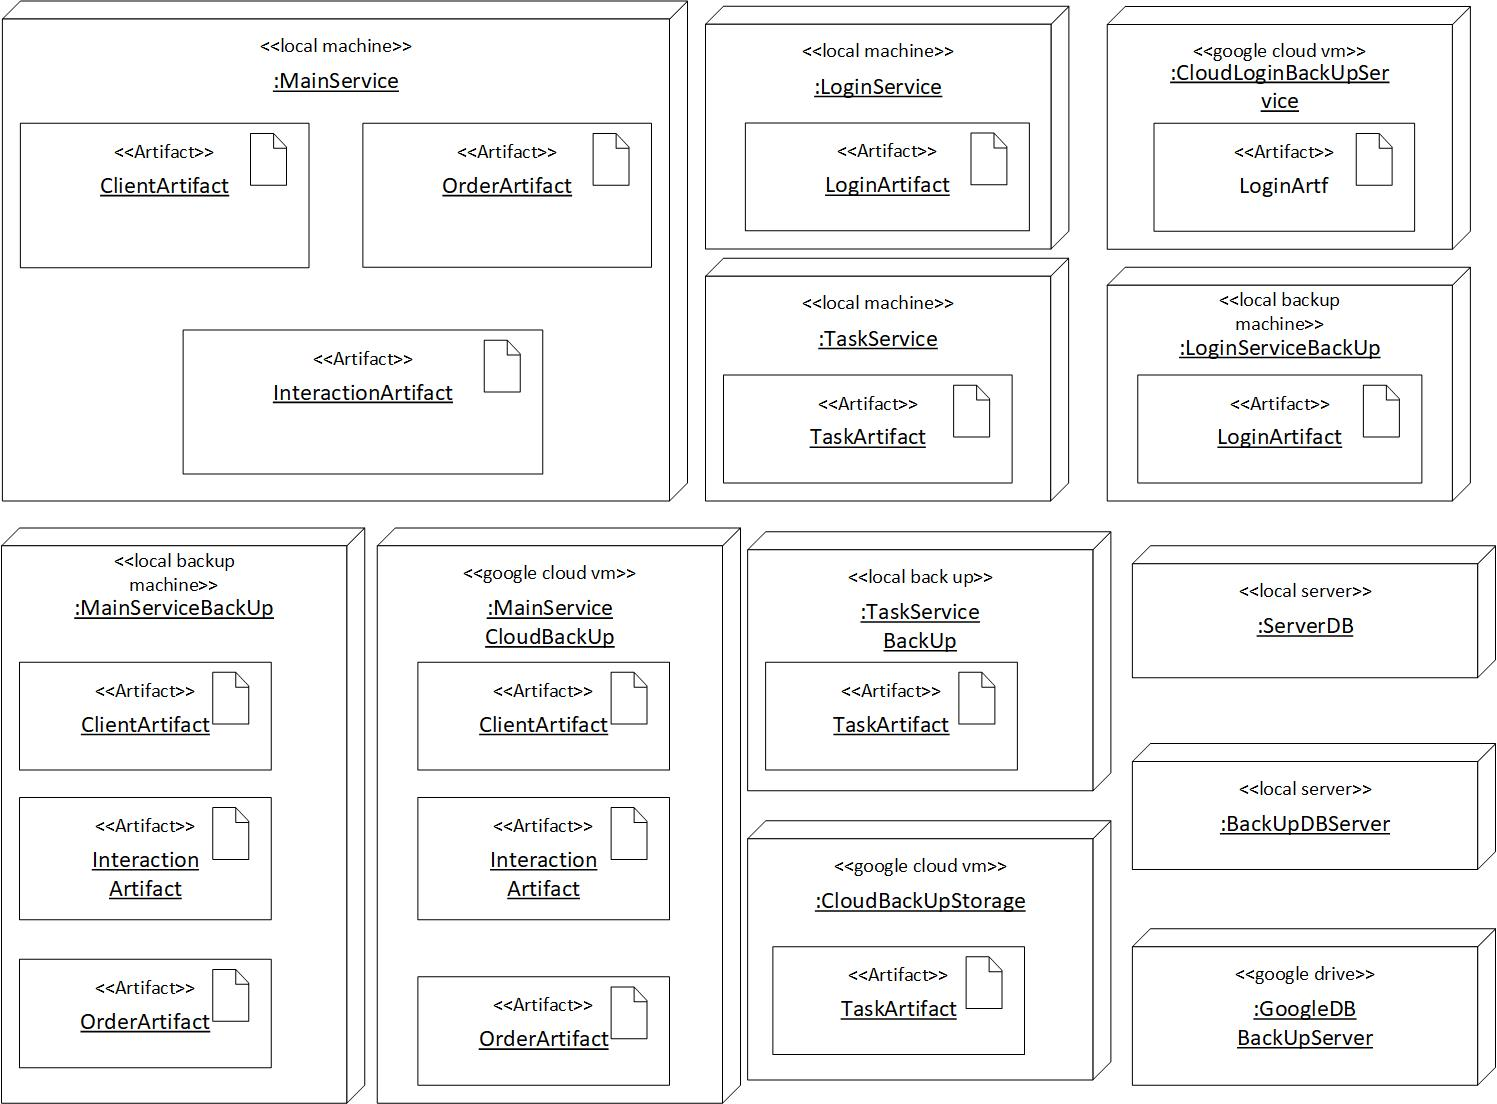 <<local machine>>
:MainService
<<Artifact>>
ClientArtifact
<<Artifact>>
OrderArtifact
<<Artifact>>
InteractionArtifact
<<local machine>>
:LoginService
<<Artifact>>
LoginArtifact
<<google cloud vm>>
:CloudLoginBackUpSer
vice
<<Artifact>>
LoginArtf
<<local machine>>
:TaskService
<<Artifact>>
TaskArtifact
<<local backup
machine>>
:LoginServiceBackUp
<<Artifact>>
LoginArtifact
<<local backup
machine>>
:MainServiceBackUp
<<Artifact>>
ClientArtifact
<<Artifact>>
Interaction
Artifact
<<Artifact>>
OrderArtifact
<<google cloud vm>>
:MainService
CloudBackUp
<<Artifact>>
ClientArtifact
<<Artifact>>
Interaction
Artifact
<<Artifact>>
OrderArtifact
<<local back up>>
:TaskService
BackUp
<<Artifact>>
TaskArtifact
<<google cloud vm>>
:CloudBackUpStorage
<<Artifact>>
TaskArtifact
<<local server>>
:ServerDB
<<local server>>
:BackUpDBServer
<<google drive>>
:GoogleDB
BackUpServer